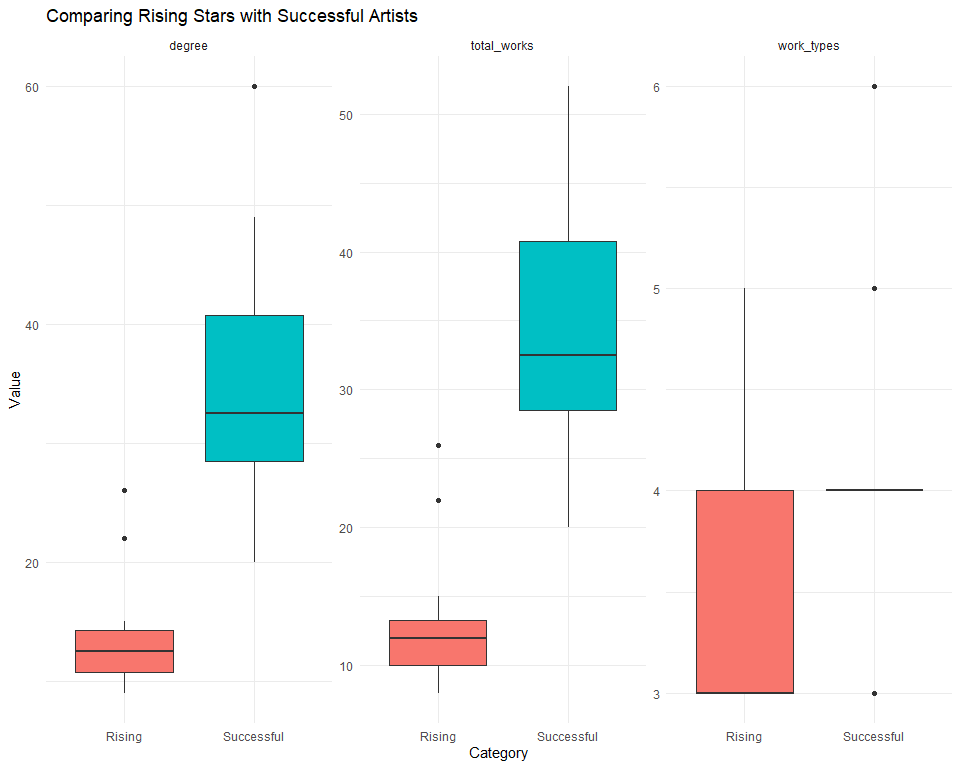 Comparing Rising Stars with Successful Artists
degree
total_works
work_types
Value
60
40
20
50
40
30
20
10
6
5
4
3
Rising
Successful
Rising
Successful
Rising
Successful
Category